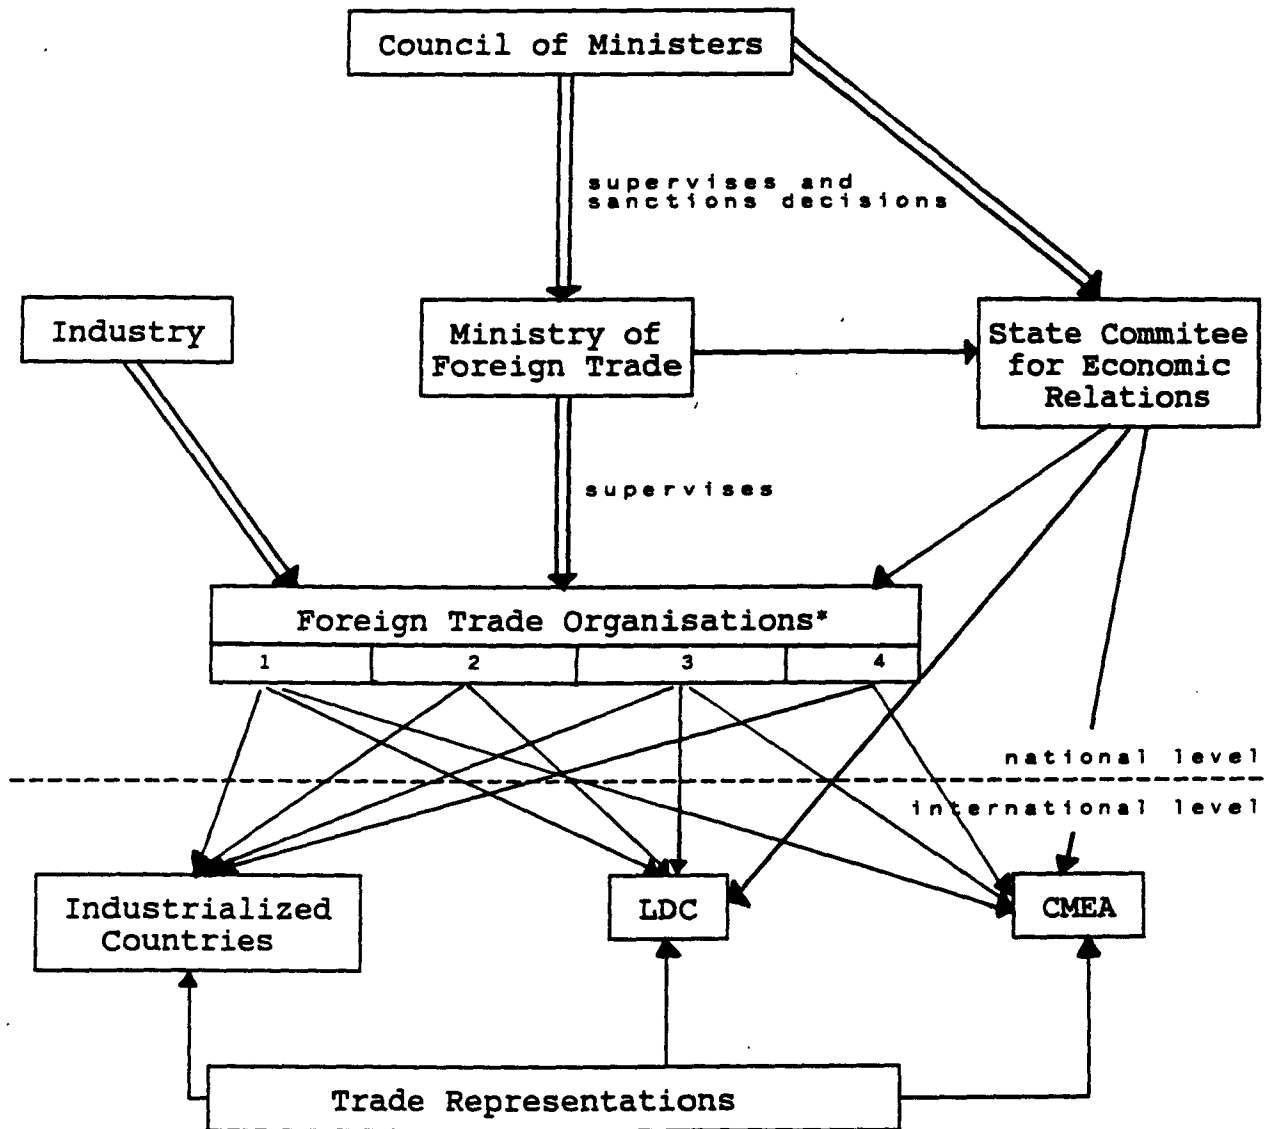 Council of Ministers
supervises and
sanctions decisions
Industry
Ministry of
Foreign Trade
State Commitee
for Economic
Relations
supervises
Foreign Trade Organisations*
1 2 3 4
national level
international level
Industrialized
Countries
LDC
CMEA
Trade Representations